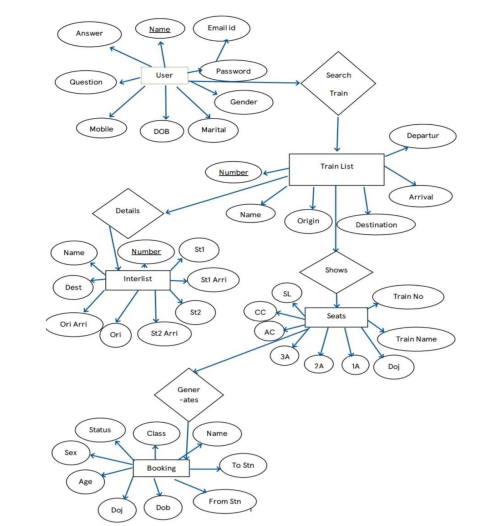 Answer
Name
Email id
User
Password
Question
Gender
Mobile
DOB
Marital
Search
Train
Departur
Train List
Number
Arrival
Name
Origin
Destination
Details
Name
Number
St1
Interlist
St1 Arri
Dest
St2
Ori Arri
Ori
St2 Arri
Shows
SL
Train No
CC
Seats
AC
Train Name
3A
2A
1A
Doj
Gener
-ates
Status
Class
Name
Sex
Booking
To Stn
Age
Doj
Dob
From Stn